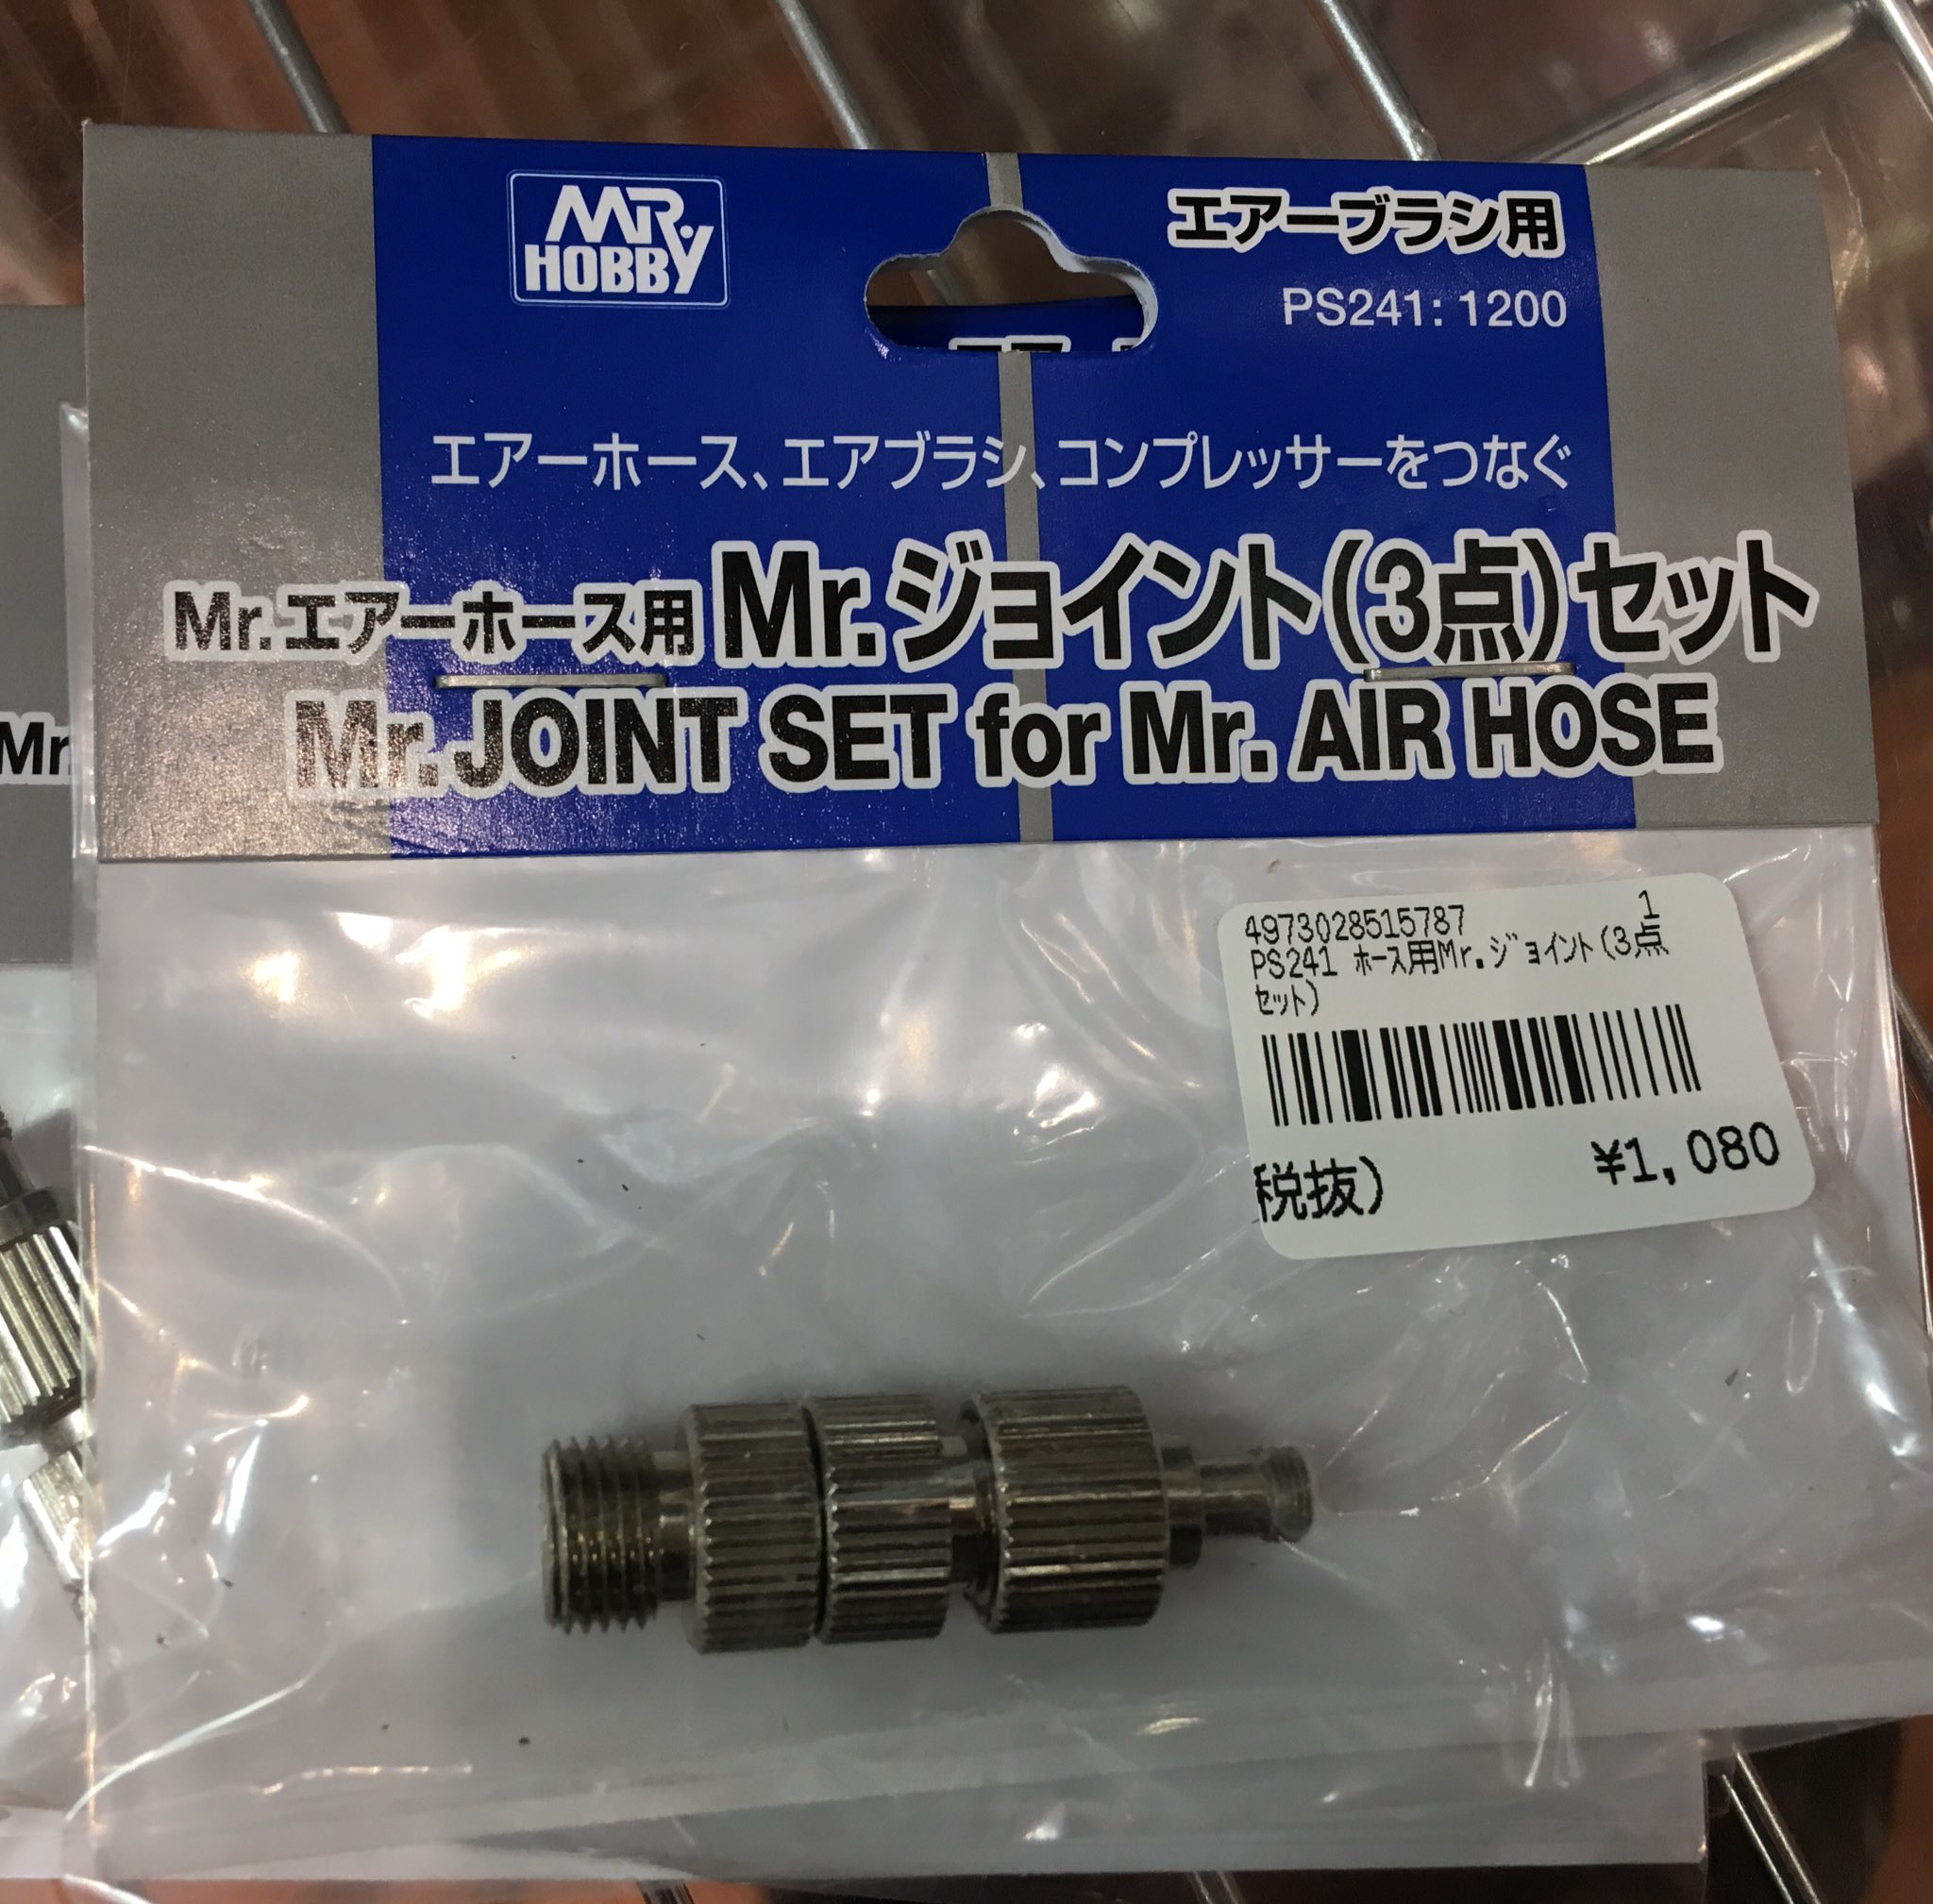 MR. HOBBY
エアーブラシ用
PS241: 1200
エアーホース、エアブラシ、コンプレッサーをつなぐ
Mr.エアーホース用 Mr.ジョイント(3点)セット
Mr. JOINT SET for Mr. AIR HOSE
Mr
4973028515787 1
PS241 ホース用Mr.ジョイント(3点
セット)
税抜) ¥1,080